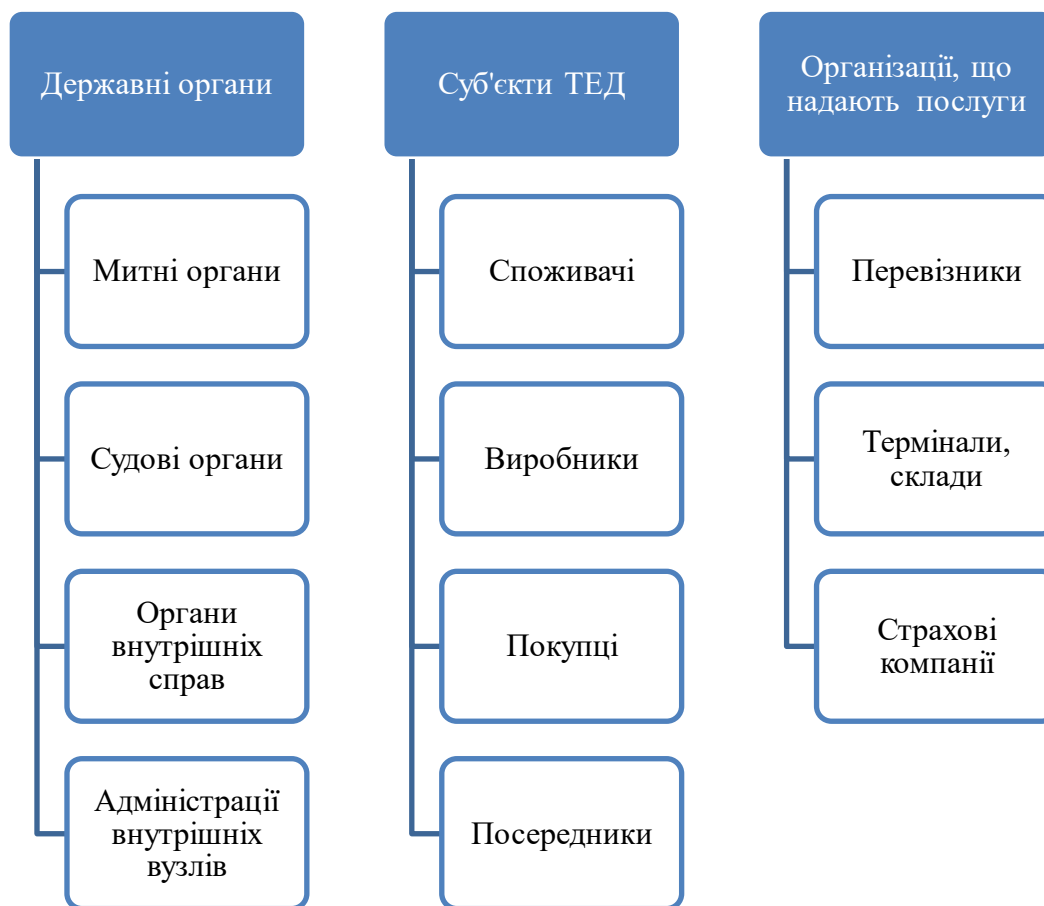 Державні органи
Митні органи
Судові органи
Органи
внутрішніх
справ
Адміністрації
внутрішніх
вузлів
Суб'єкти ТЕД
Споживачі
Виробники
Покупці
Посередники
Організації, що
надають послуги
Перевізники
Термінали,
склади
Страхові
компанії